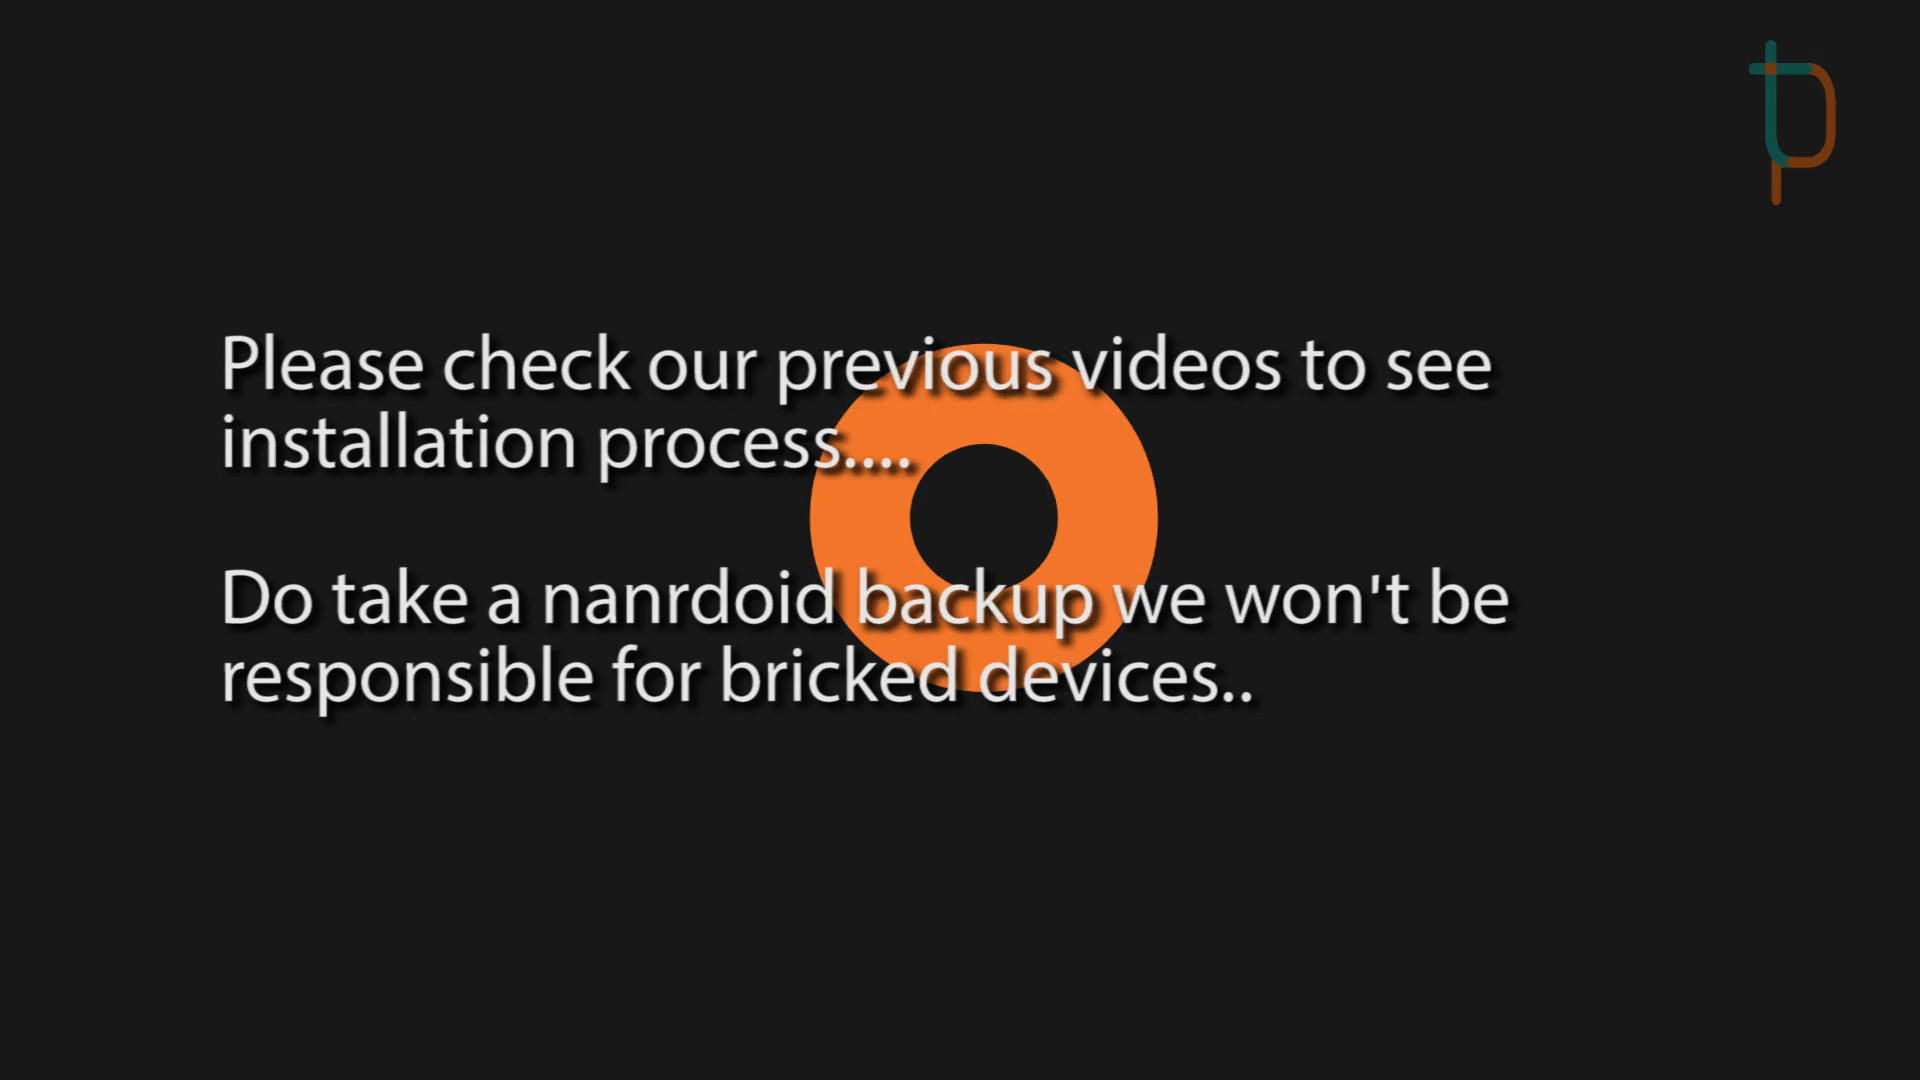 Please check our previous videos to see
installation process....
Do take a nanrdoid backup we won't be
responsible for bricked devices..